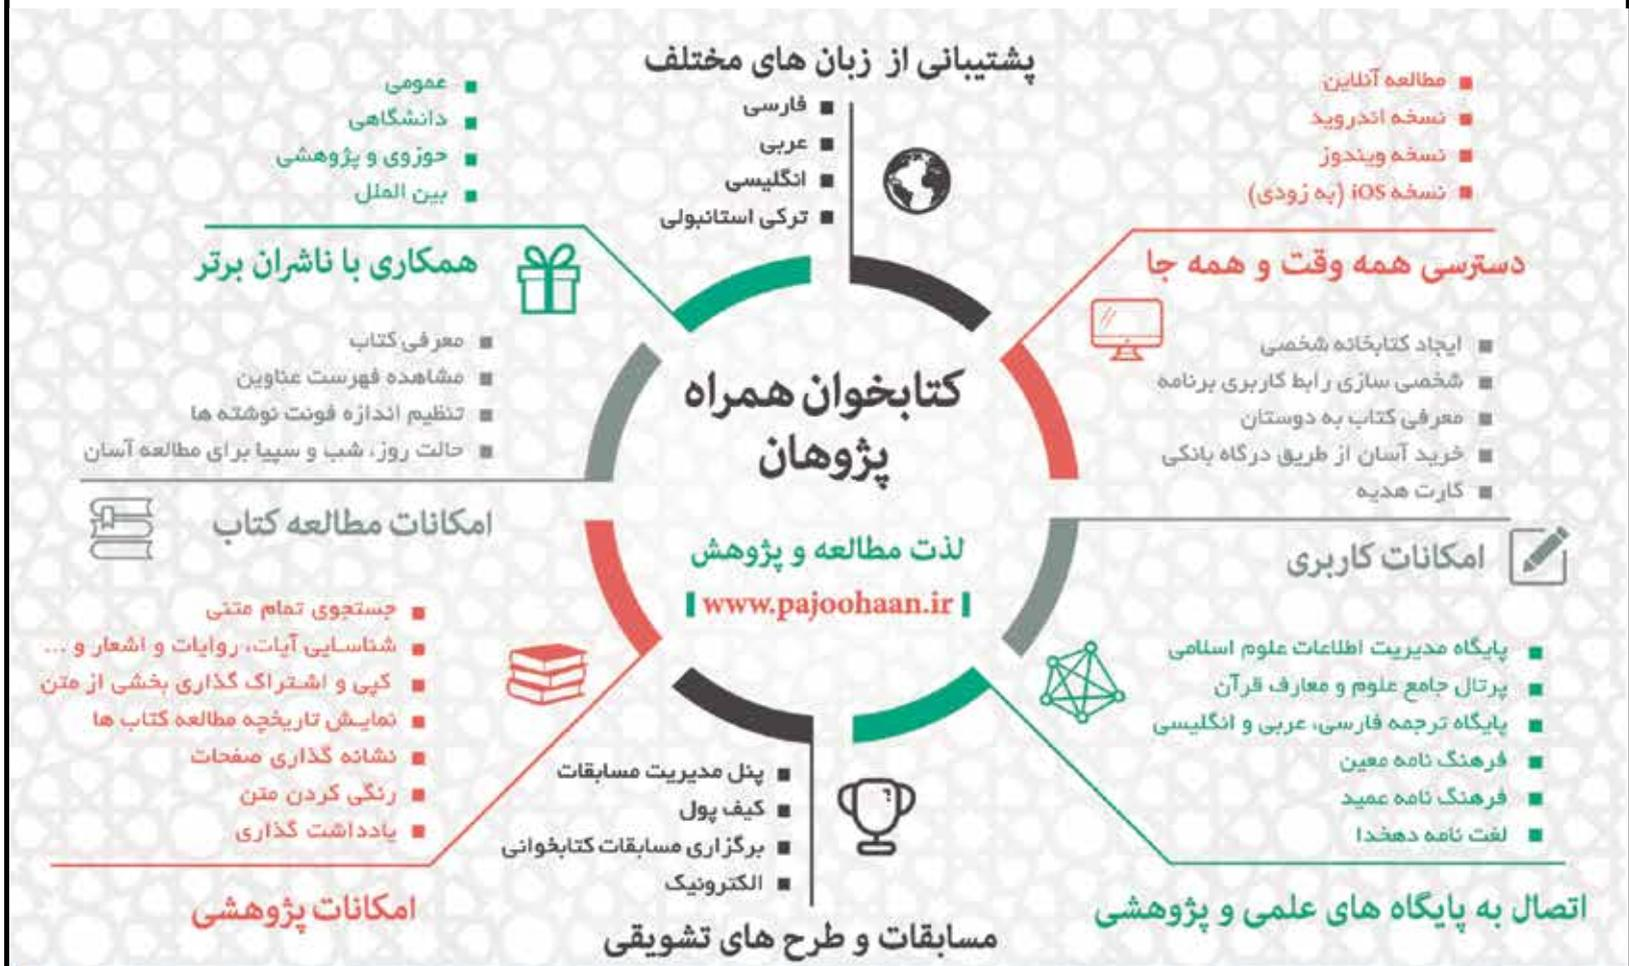 پشتیبانی از زبان های مختلف
فارسی
عربی
انگلیسی
ترکی استانبولی
مطالعه آنلاین
نسخه اندروید
نسخه ویندوز
نسخه iOS (به زودی)
دسترسی همه وقت و همه جا
ایجاد کتابخانه شخصی
شخصی سازی رابط کاربری برنامه
معرفی کتاب به دوستان
خرید آسان از طریق درگاه بانکی
کارت هدیه
امکانات کاربری
پایگاه مدیریت اطلاعات علوم اسلامی
پرتال جامع علوم و معارف قرآن
پایگاه ترجمه فارسی، عربی و انگلیسی
فرهنگ نامه معین
فرهنگ نامه عمید
لغت نامه دهخدا
اتصال به پایگاه های علمی و پژوهشی
کتابخوان همراه
پژوهان
لذت مطالعه و پژوهش
www.pajoohaan.ir
عمومی
دانشگاهی
حوزوی و پژوهشی
بین الملل
همکاری با ناشران برتر
معرفی کتاب
مشاهده فهرست عناوین
تنظیم اندازه فونت نوشته ها
حالت روز، شب و سپیا برای مطالعه آسان
امکانات مطالعه کتاب
جستجوی تمام متنی
شناسایی آیات، روایات و اشعار و ...
کپی و اشتراک گذاری بخشی از متن
نمایش تاریخچه مطالعه کتاب ها
نشانه گذاری صفحات
رنگی کردن متن
یادداشت گذاری
امکانات پژوهشی
پنل مدیریت مسابقات
کیف پول
برگزاری مسابقات کتابخوانی
الکترونیک
مسابقات و طرح های تشویقی